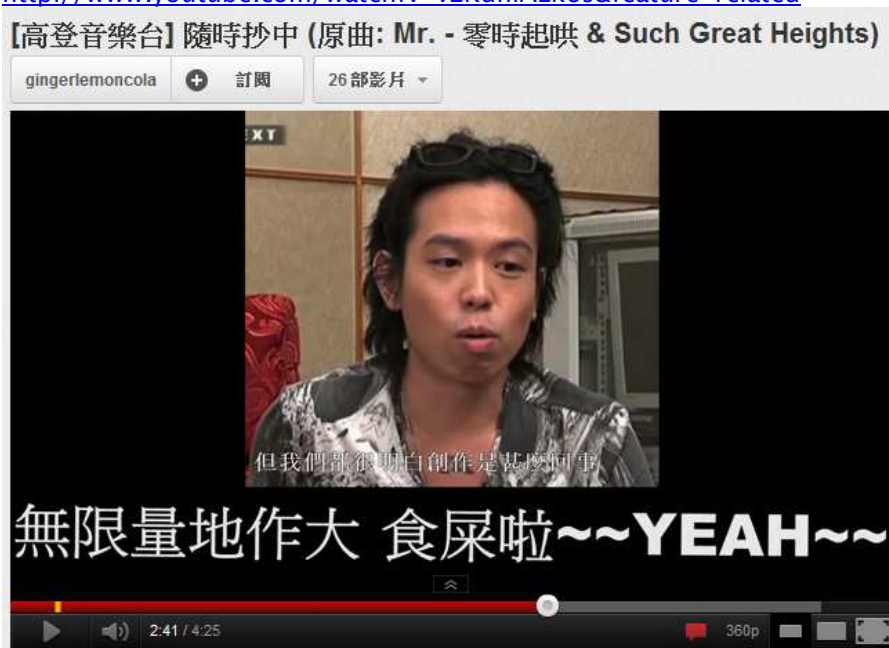 [高登音樂台] 隨時抄中 (原曲: Mr. - 零時起哄 & Such Great Heights)
gingerlemoncola 訂閱 26 部影片
EXT
但我們都很明白創作是甚麼回事
無限量地作大 食屎啦~~YEAH~~
2:41 / 4:25 360p